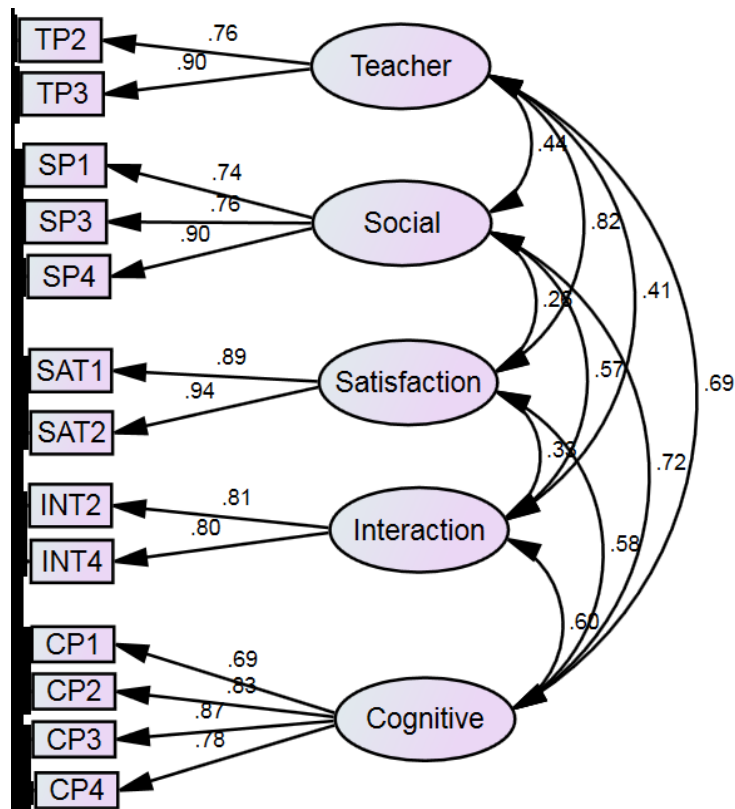 TP2
.76
Teacher
.90
TP3
.44
SP1
.74
SP3
.76
Social
.82
.90
SP4
.26
.41
SAT1
.89
.57
Satisfaction
.69
SAT2
.94
.33
.72
INT2
.81
Interaction
.80
INT4
.58
.60
CP1
.69
CP2
.83
Cognitive
CP3
.87
.78
CP4